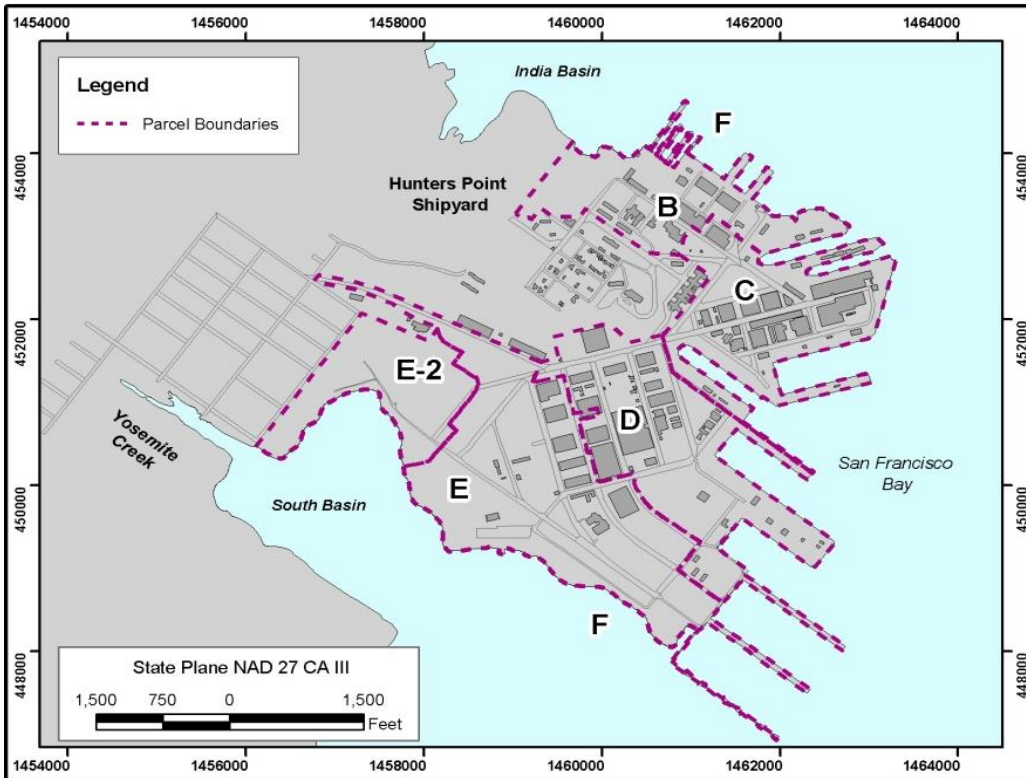 1454000 1456000 1458000 1460000 1462000 1464000
Legend
Parcel Boundaries
India Basin
F
454000
454000
Hunters Point
Shipyard
B
C
452000
452000
E-2
D
Yosemite
Creek
San Francisco
Bay
E
South Basin
450000
450000
F
State Plane NAD 27 CA III
1,500 750 0 1,500
Feet
448000
448000
1454000 1456000 1458000 1460000 1462000 1464000